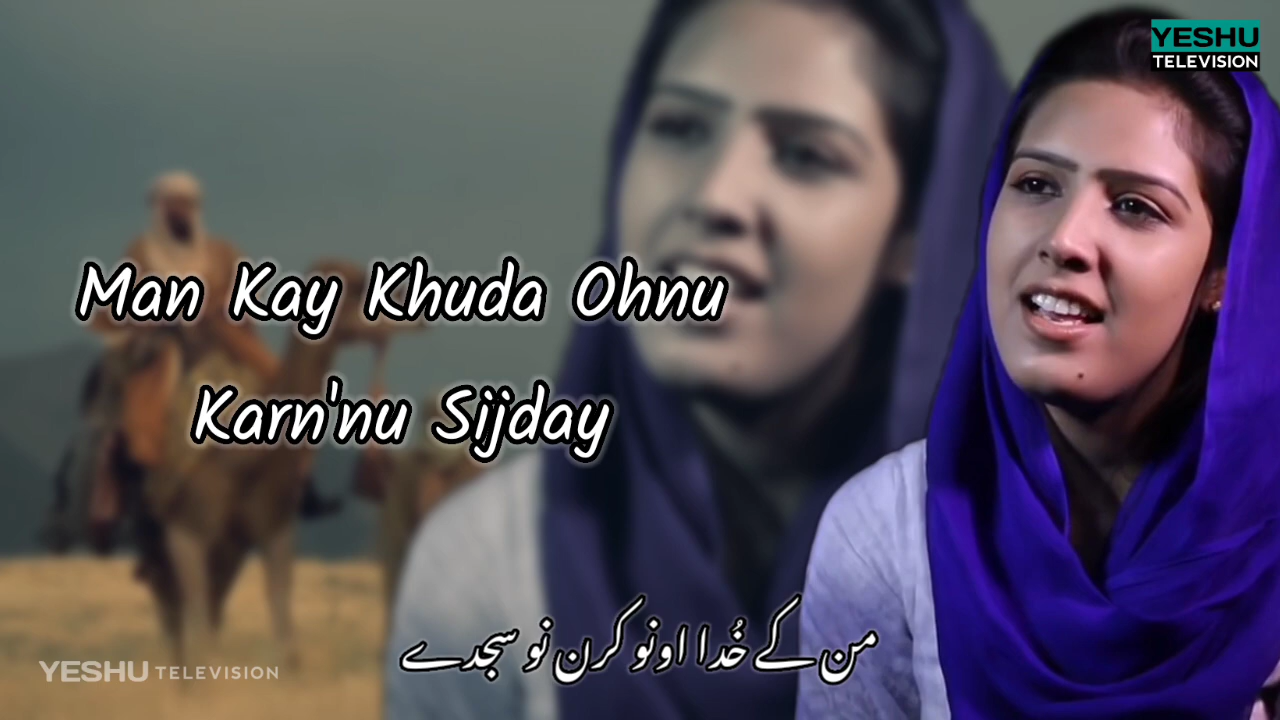 YESHU
TELEVISION
Man Kay Khuda Ohnu
Karn'nu Sijday
من کے خُدا اونو کرن نو سجدے
YESHU TELEVISION